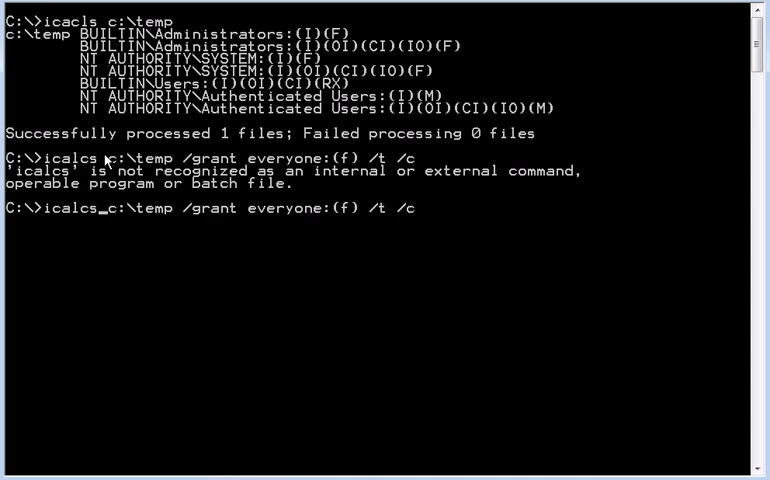 C:\>icacls c:\temp
c:\temp BUILTIN\Administrators:(I)(F)
BUILTIN\Administrators:(I)(OI)(CI)(IO)(F)
NT AUTHORITY\SYSTEM:(I)(F)
NT AUTHORITY\SYSTEM:(I)(OI)(CI)(IO)(F)
BUILTIN\Users:(I)(OI)(CI)(RX)
NT AUTHORITY\Authenticated Users:(I)(M)
NT AUTHORITY\Authenticated Users:(I)(OI)(CI)(IO)(M)
Successfully processed 1 files; Failed processing 0 files
C:\>icalcs c:\temp /grant everyone:(f) /t /c
'icalcs' is not recognized as an internal or external command,
operable program or batch file.
C:\>icalcs c:\temp /grant everyone:(f) /t /c